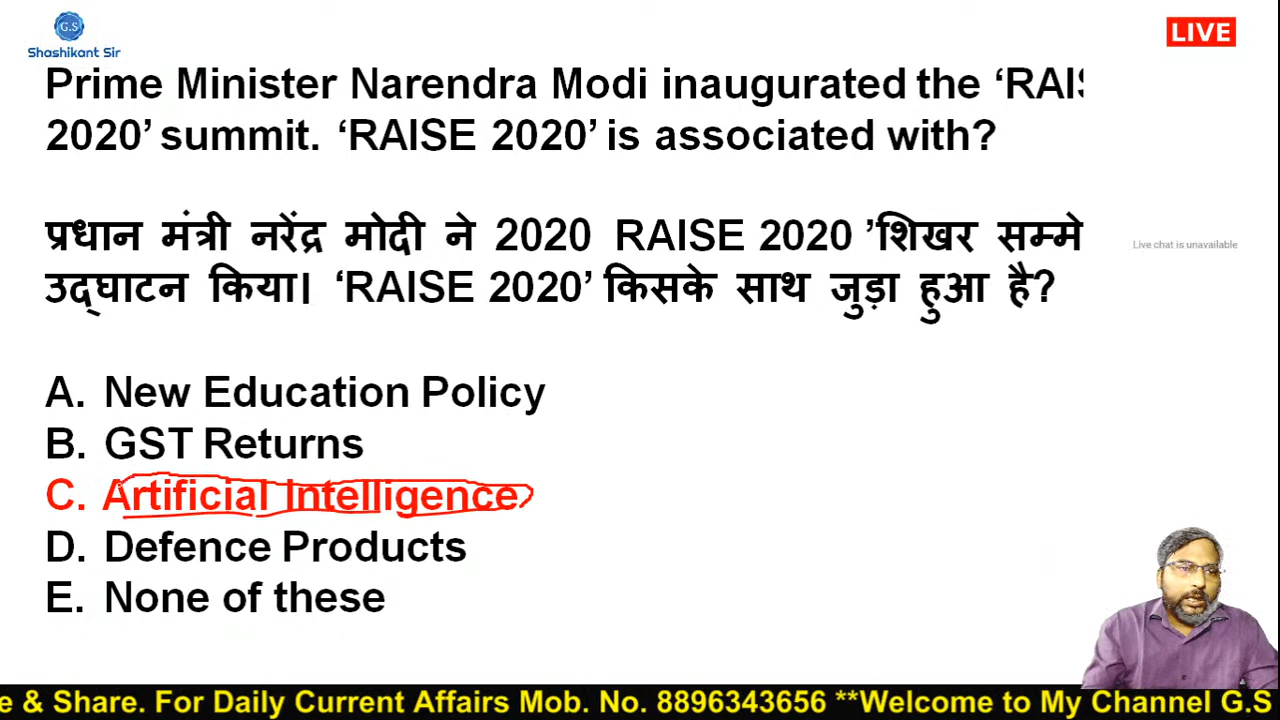 G.S
Shashikant Sir
LIVE
Prime Minister Narendra Modi inaugurated the ‘RAIS
2020’ summit. ‘RAISE 2020’ is associated with?
प्रधान मंत्री नरेंद्र मोदी ने 2020 RAISE 2020 ’शिखर सम्मे
Live chat is unavailable
उद्घाटन किया। ‘RAISE 2020’ किसके साथ जुड़ा हुआ है?
A. New Education Policy
B. GST Returns
C. Artificial Intelligence
D. Defence Products
E. None of these
e & Share. For Daily Current Affairs Mob. No. 8896343656 **Welcome to My Channel G.S